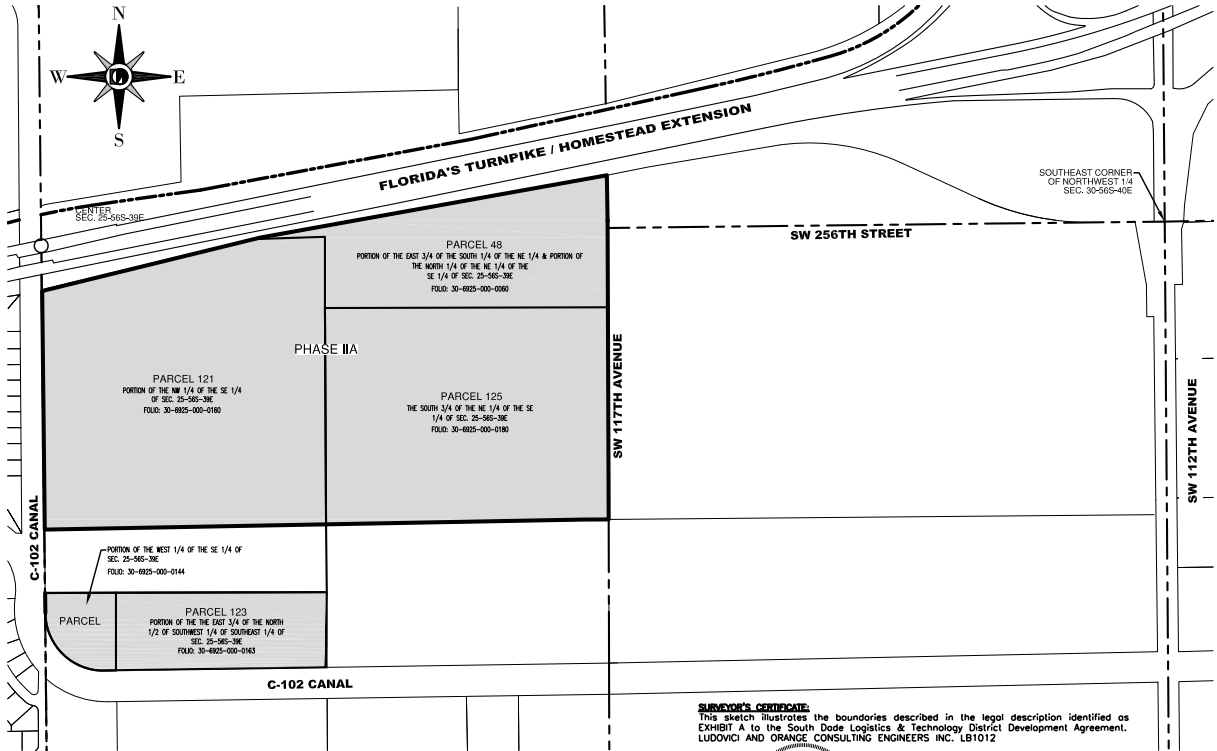 N
W E
S
FLORIDA'S TURNPIKE / HOMESTEAD EXTENSION
SOUTHEAST CORNER
OF NORTHWEST 1/4
SEC. 30-56S-40E
CENTER
SEC. 25-56S-39E
SW 256TH STREET
PARCEL 48
PORTION OF THE EAST 3/4 OF THE SOUTH 1/4 OF THE NE 1/4 & PORTION OF
THE NORTH 1/4 OF THE NE 1/4 OF THE
SE 1/4 OF SEC. 25-56S-39E
FOLIO: 30-6925-000-0060
PHASE IIA
PARCEL 121
PORTION OF THE NW 1/4 OF THE SE 1/4
OF SEC. 25-56S-39E
FOLIO: 30-6925-000-0160
PARCEL 125
THE SOUTH 3/4 OF THE NE 1/4 OF THE SE
1/4 OF SEC. 25-56S-39E
FOLIO: 30-6925-000-0180
SW 117TH AVENUE
SW 112TH AVENUE
C-102 CANAL
PORTION OF THE WEST 1/4 OF THE SE 1/4 OF
SEC. 25-56S-39E
FOLIO: 30-6925-000-0144
PARCEL
PARCEL 123
PORTION OF THE THE EAST 3/4 OF THE NORTH
1/2 OF SOUTHWEST 1/4 OF SOUTHEAST 1/4 OF
SEC. 25-56S-39E
FOLIO: 30-6925-000-0163
C-102 CANAL
SURVEYOR'S CERTIFICATE:
This sketch illustrates the boundaries described in the legal description identified as
EXHIBIT A to the South Dade Logistics & Technology District Development Agreement.
LUDOVICI AND ORANGE CONSULTING ENGINEERS INC. LB1012